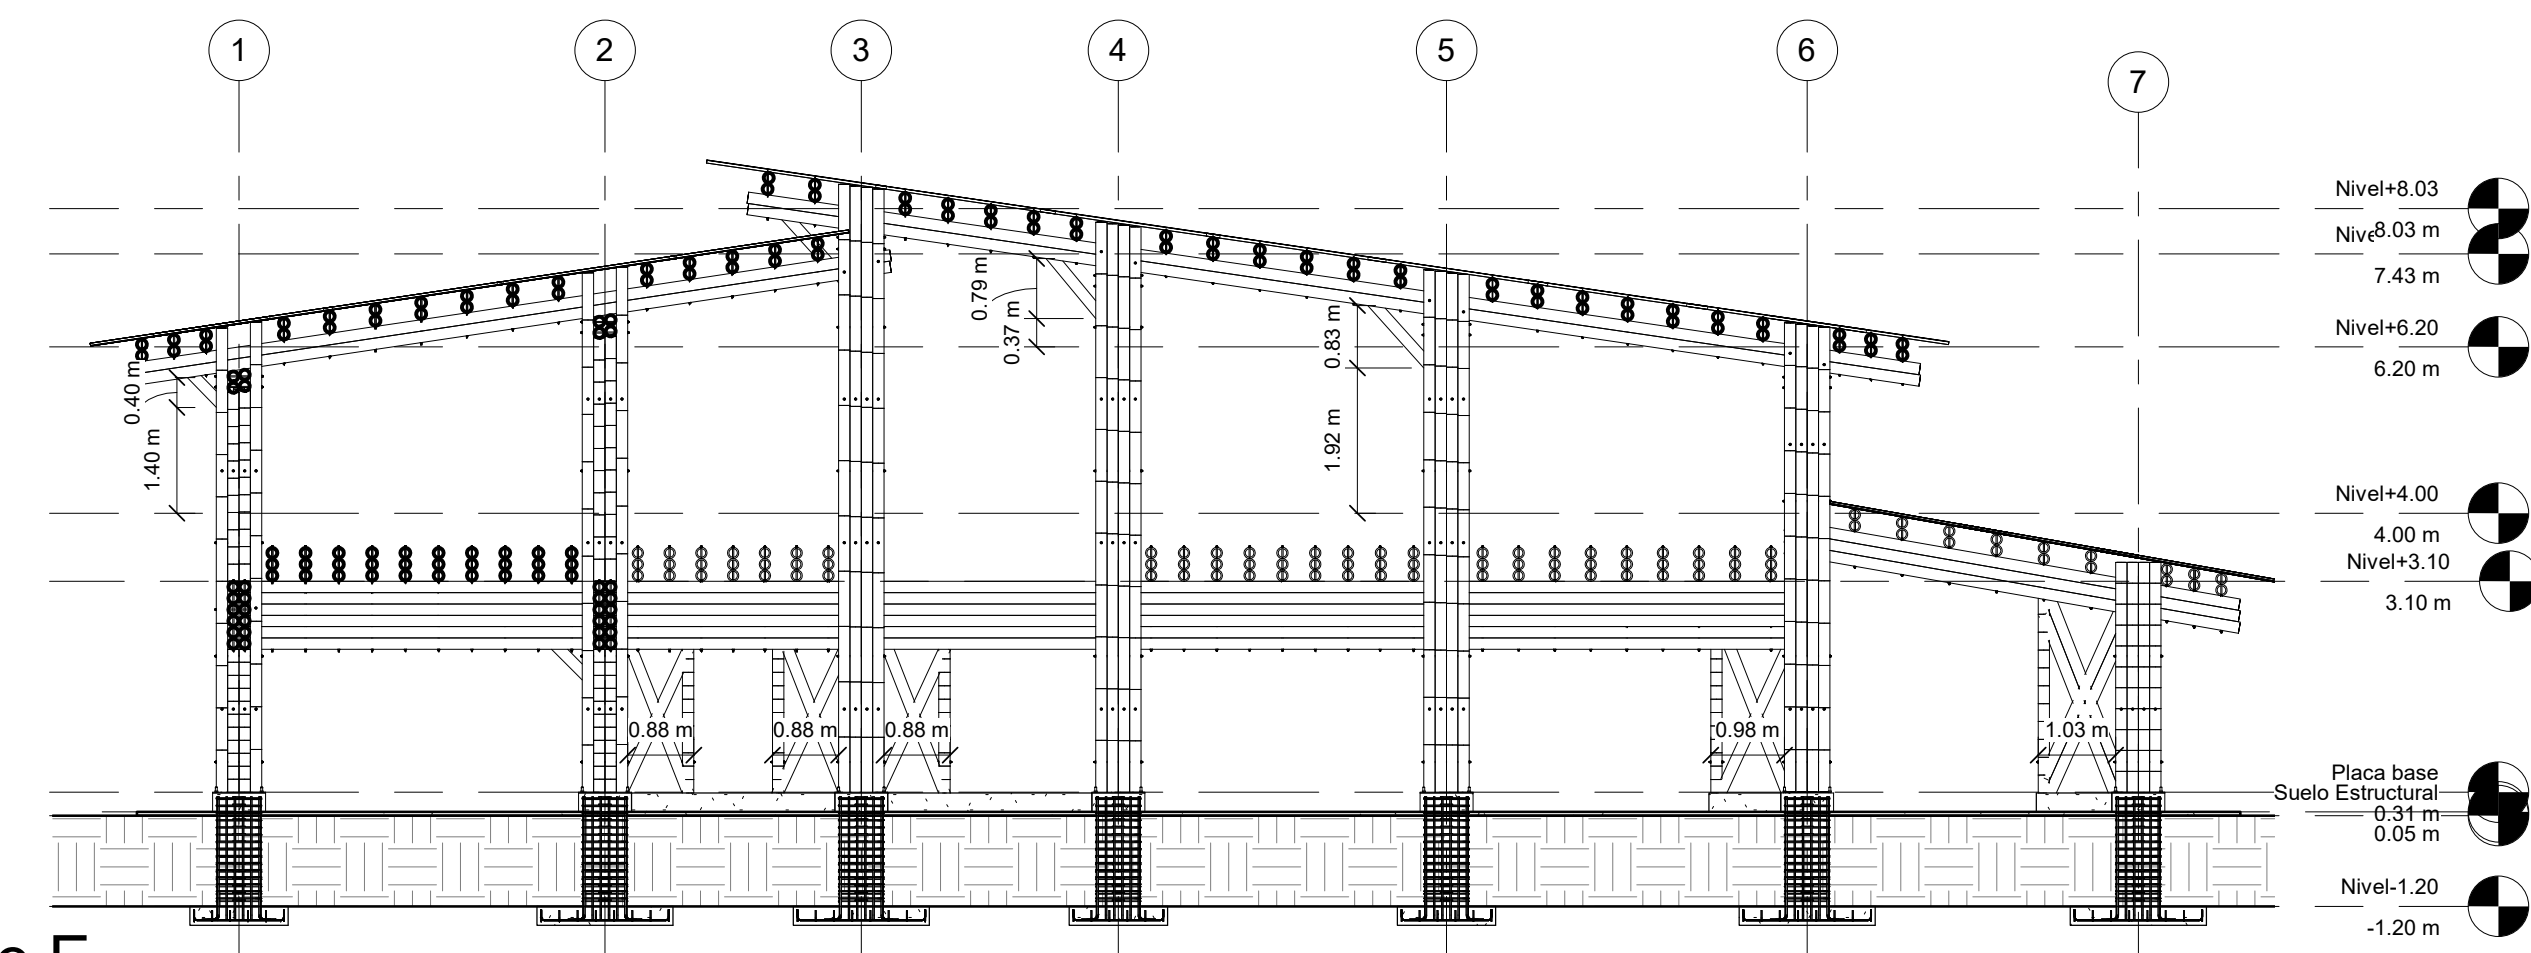 1 2 3 4 5 6 7
Nivel+8.03
8.03 m
7.43 m
Nivel+6.20
6.20 m
Nivel+4.00
4.00 m
Nivel+3.10
3.10 m
0.79 m
0.37 m
0.83 m
1.92 m
0.40 m
1.40 m
0.88 m 0.88 m 0.88 m 0.98 m 1.03 m
Placa base
Suelo Estructural
0.31 m
0.05 m
Nivel-1.20
-1.20 m